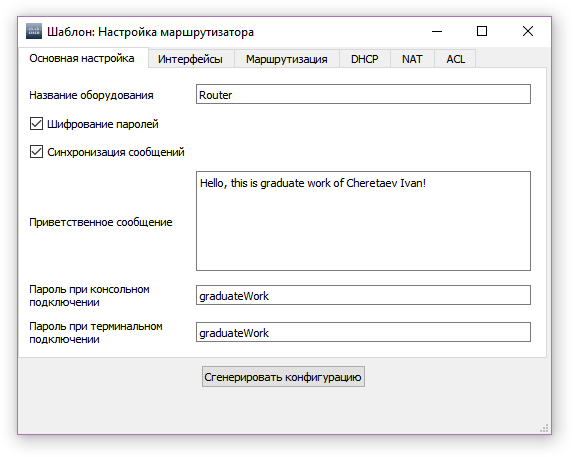 Шаблон: Настройка маршрутизатора
Основная настройка Интерфейсы Маршрутизация DHCP NAT ACL
Название оборудования Router
Шифрование паролей
Синхронизация сообщений
Hello, this is graduate work of Cheretaev Ivan!
Приветственное сообщение
Пароль при консольном
подключении
graduateWork
Пароль при терминальном
подключении
graduateWork
Сгенерировать конфигурацию